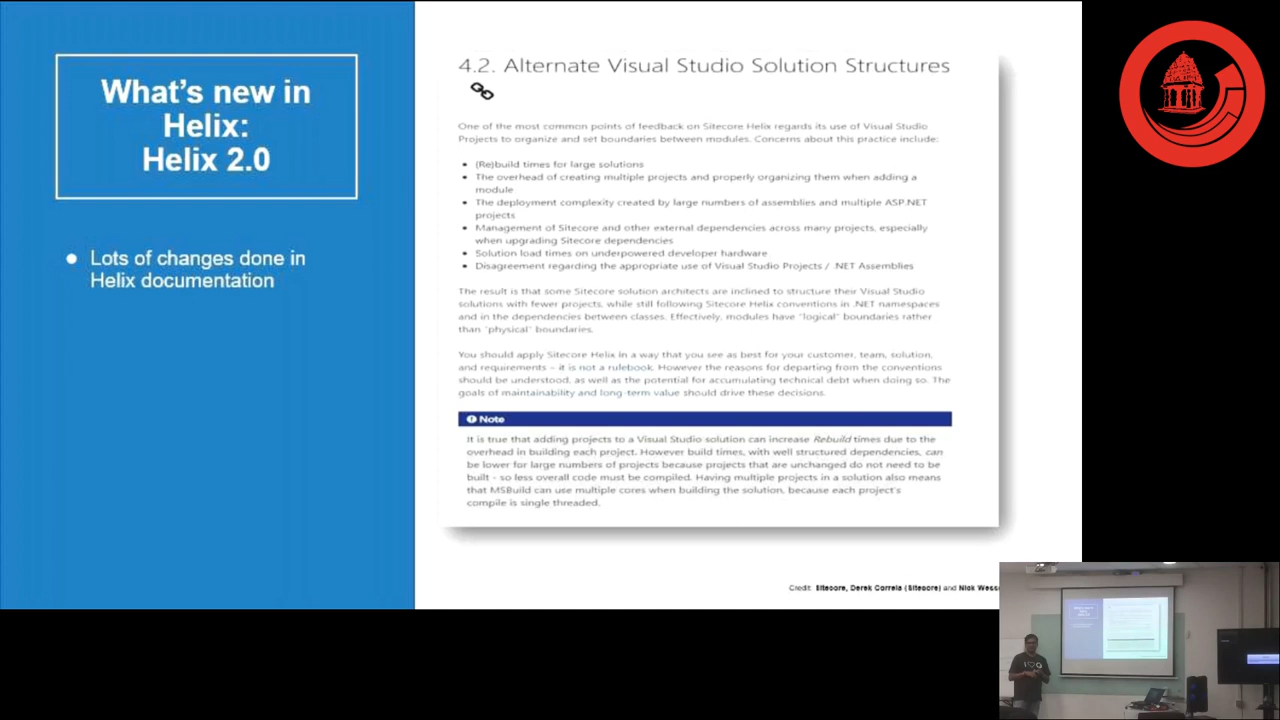 What's new in
Helix:
Helix 2.0
● Lots of changes done in
Helix documentation
4.2. Alternate Visual Studio Solution Structures
One of the most common points of feedback on Sitecore Helix regards its use of Visual Studio
Projects to organize and set boundaries between modules. Concerns about this practice include:
• (Re)build times for large solutions
• The overhead of creating multiple projects and properly organizing them when adding a
module
• The deployment complexity created by large numbers of assemblies and multiple ASP.NET
projects
• Management of Sitecore and other external dependencies across many projects, especially
when upgrading Sitecore dependencies
• Solution load times on underpowered developer hardware
• Disagreement regarding the appropriate use of Visual Studio Projects / .NET Assemblies
The result is that some Sitecore solution architects are inclined to structure their Visual Studio
solutions with fewer projects, while still following Sitecore Helix conventions in .NET namespaces
and in the dependencies between classes. Effectively, modules have "logical" boundaries rather
than "physical" boundaries.
You should apply Sitecore Helix in a way that you see as best for your customer, team, solution,
and requirements – it is not a rulebook. However the reasons for departing from the conventions
should be understood, as well as the potential for accumulating technical debt when doing so. The
goals of maintainability and long-term value should drive these decisions.
Note
It is true that adding projects to a Visual Studio solution can increase Rebuild times due to the
overhead in building each project. However build times, with well structured dependencies, can
be lower for large numbers of projects because projects that are unchanged do not need to be
built - so less overall code must be compiled. Having multiple projects in a solution also means
that MSBuild can use multiple cores when building the solution, because each project's
compile is single threaded.
Credit: Sitecore, Derek Correia (Sitecore) and Nick Wess